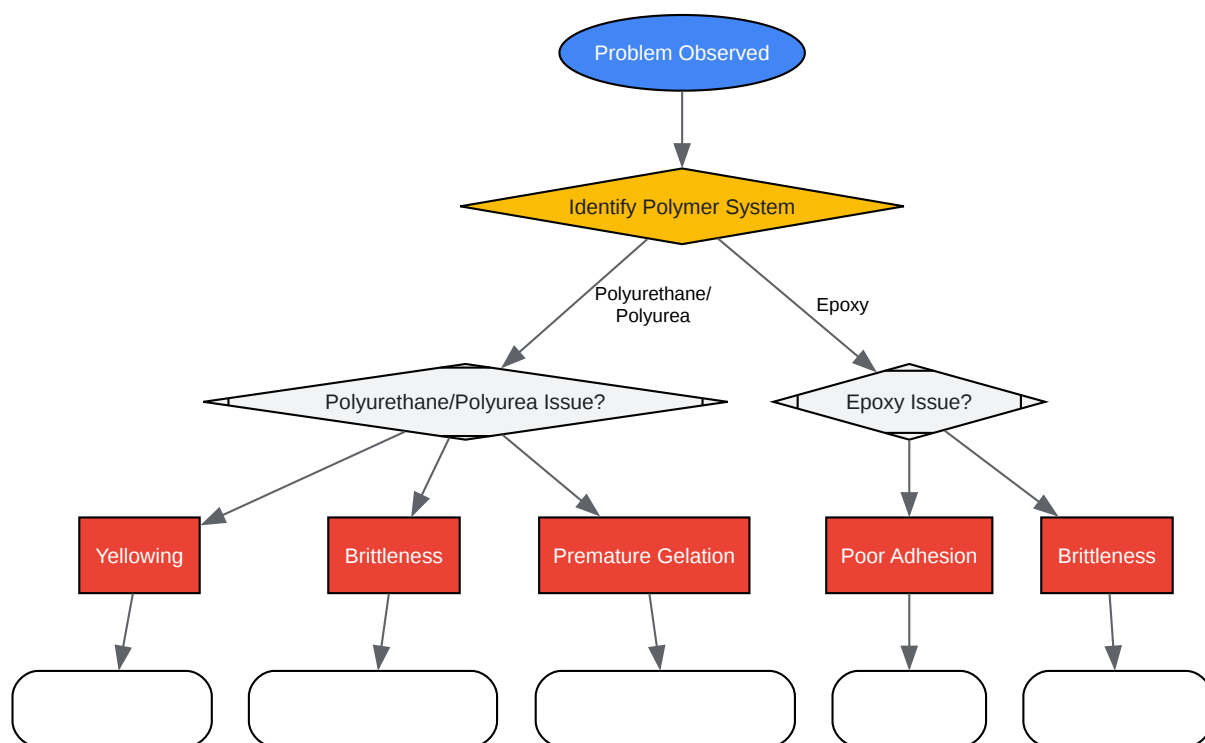 Problem Observed
Identify Polymer System
Polyurethane/
Polyurea
Epoxy
Polyurethane/Polyurea Issue?
Epoxy Issue?
Yellowing
Brittleness
Premature Gelation
Poor Adhesion
Brittleness